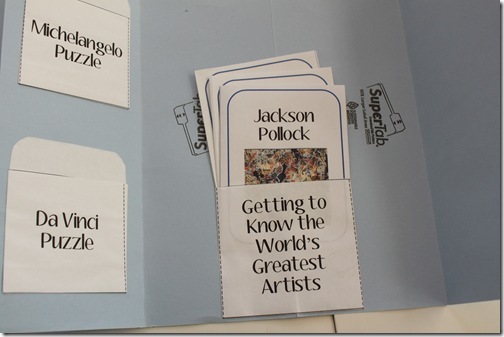 Michelangelo
Puzzle
Da Vinci
Puzzle
Jackson
Pollock
Getting to
Know the
World's
Greatest
Artists
SuperTab
SuperTab